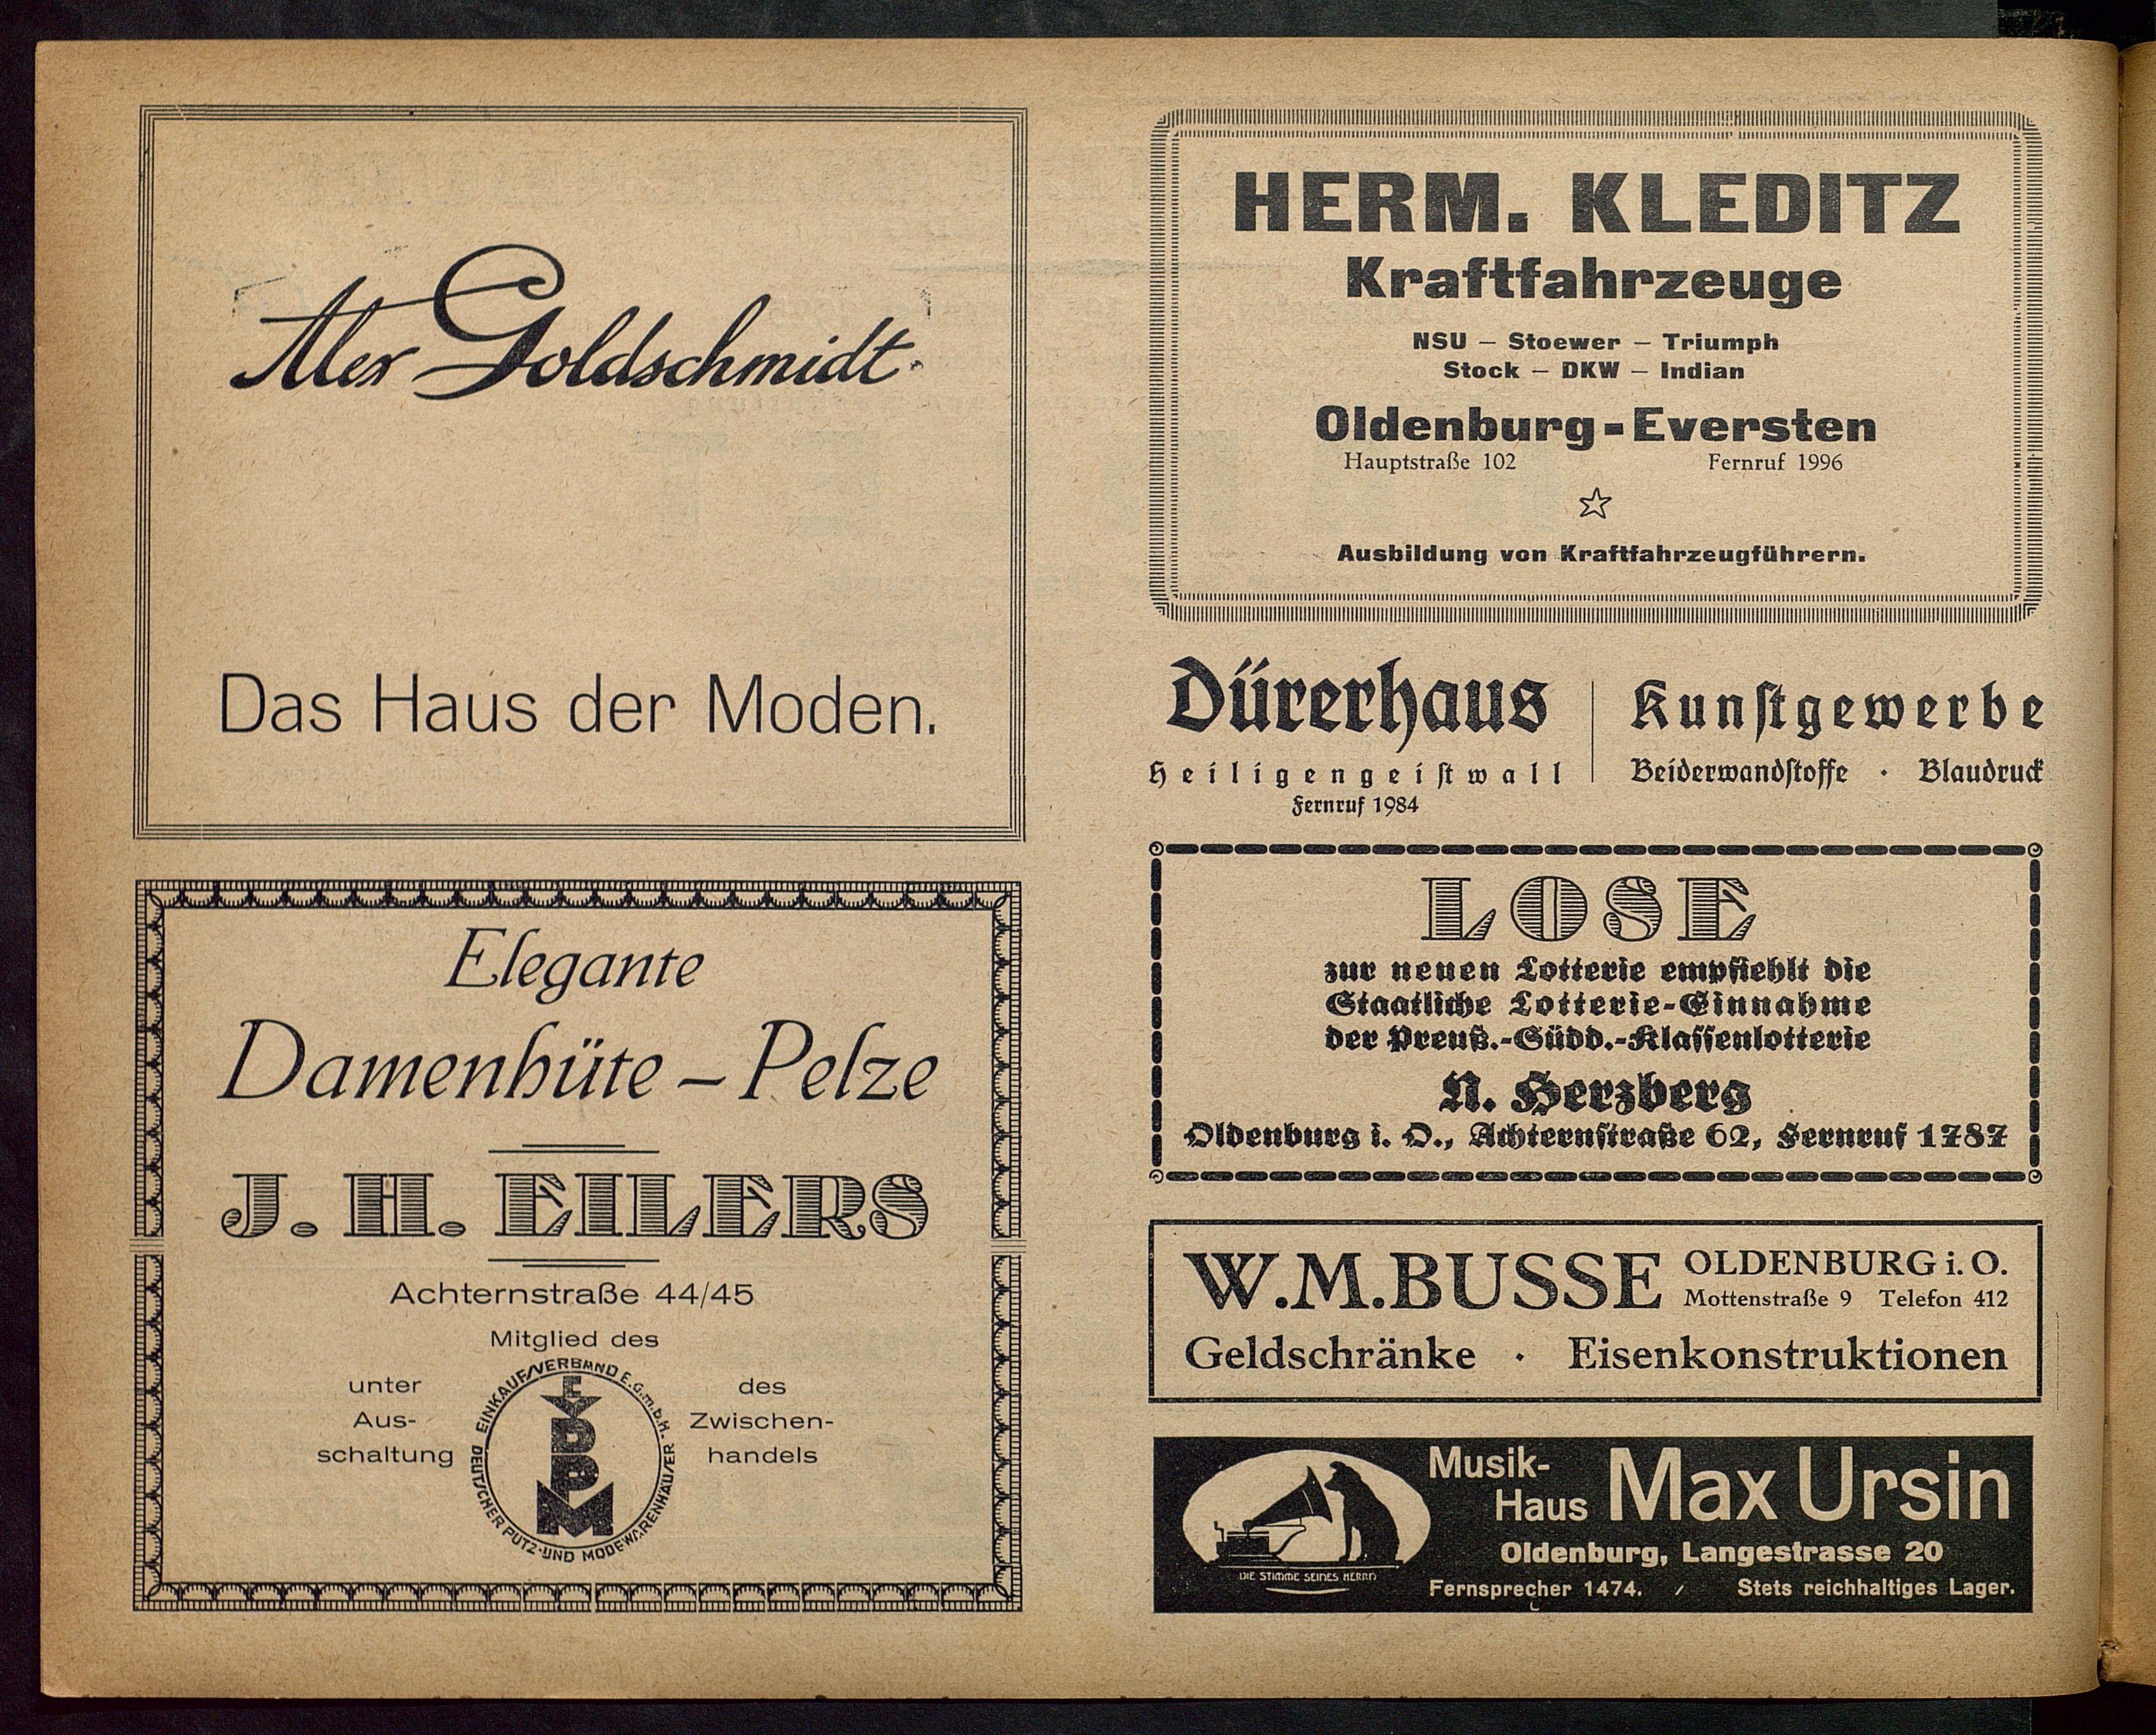 Alex Goldschmidt.
Das Haus der Moden.
Elegante
Damenhüte – Pelze
J. H. EILERS
Achternstraße 44/45
Mitglied des
unter
Aus-
schaltung
EINKAUFSVERBAND E.G.m.b.H.
DEUTSCHER PUTZ-UND MODEWARENHÄUSER
E
V
D
P
M
des
Zwischen-
handels
HERM. KLEDITZ
Kraftfahrzeuge
NSU – Stoewer – Triumph
Stock – DKW – Indian
Oldenburg-Eversten
Hauptstraße 102 Fernruf 1996
Ausbildung von Kraftfahrzeugführern.
Dürerhaus
Heiligengeistwall
Fernruf 1984
Kunstgewerbe
Beiderwandstoffe · Blaudruck
LOSE
zur neuen Lotterie empfiehlt die
Staatliche Lotterie-Einnahme
der Preuß.-Südd.-Klassenlotterie
N. Herzberg
Oldenburg i. O., Achternstraße 62, Fernruf 1787
W.M.BUSSE OLDENBURG i. O.
Mottenstraße 9 Telefon 412
Geldschränke · Eisenkonstruktionen
Musik-
Haus Max Ursin
Oldenburg, Langestrasse 20
DIE STIMME SEINES HERRN
Fernsprecher 1474. / Stets reichhaltiges Lager.